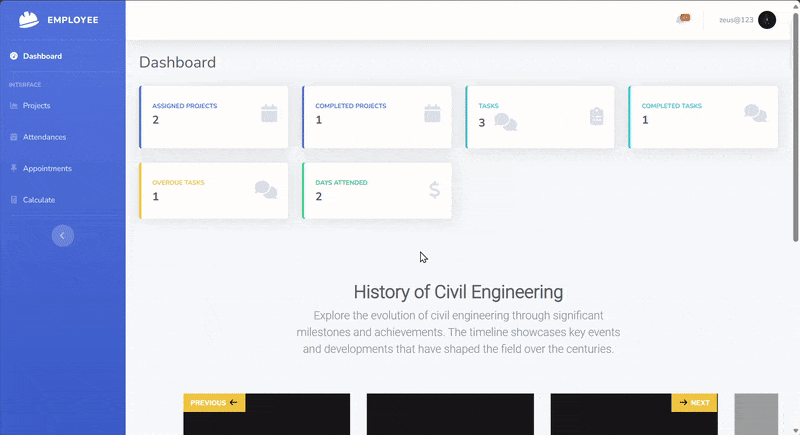 EMPLOYEE
zeus@123
Dashboard
INTERFACE
Projects
Attendances
Appointments
Calculate
Dashboard
ASSIGNED PROJECTS
2
COMPLETED PROJECTS
1
TASKS
3
COMPLETED TASKS
1
OVERDUE TASKS
1
DAYS ATTENDED
2
$
History of Civil Engineering
Explore the evolution of civil engineering through significant
milestones and achievements. The timeline showcases key events
and developments that have shaped the field over the centuries.
PREVIOUS
NEXT